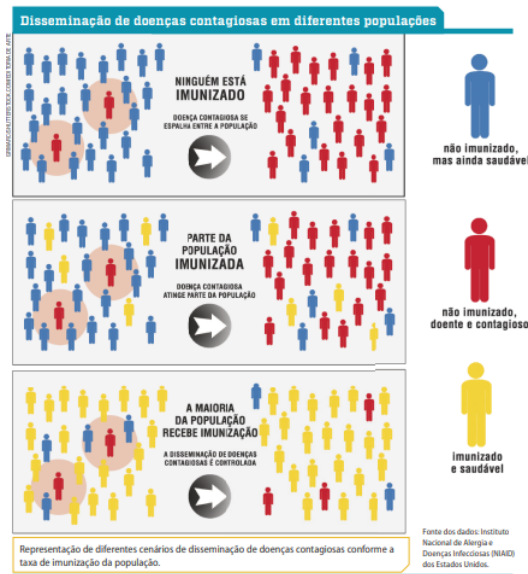 Disseminação de doenças contagiosas em diferentes populações
NINGUÉM ESTÁ
IMUNIZADO
DOENÇA CONTAGIOSA SE
ESPALHA ENTRE A POPULAÇÃO
não imunizado,
mas ainda saudável
PARTE DA
POPULAÇÃO
IMUNIZADA
DOENÇA CONTAGIOSA
ATINGE PARTE DA POPULAÇÃO
não imunizado,
doente e contagioso
A MAIORIA
DA POPULAÇÃO
RECEBE IMUNIZAÇÃO
A DISSEMINAÇÃO DE DOENÇAS
CONTAGIOSAS É CONTROLADA
imunizado
e saudável
Representação de diferentes cenários de disseminação de doenças contagiosas conforme a
taxa de imunização da população.
Fonte dos dados: Instituto
Nacional de Alergia e
Doenças Infecciosas (NIAID)
dos Estados Unidos.